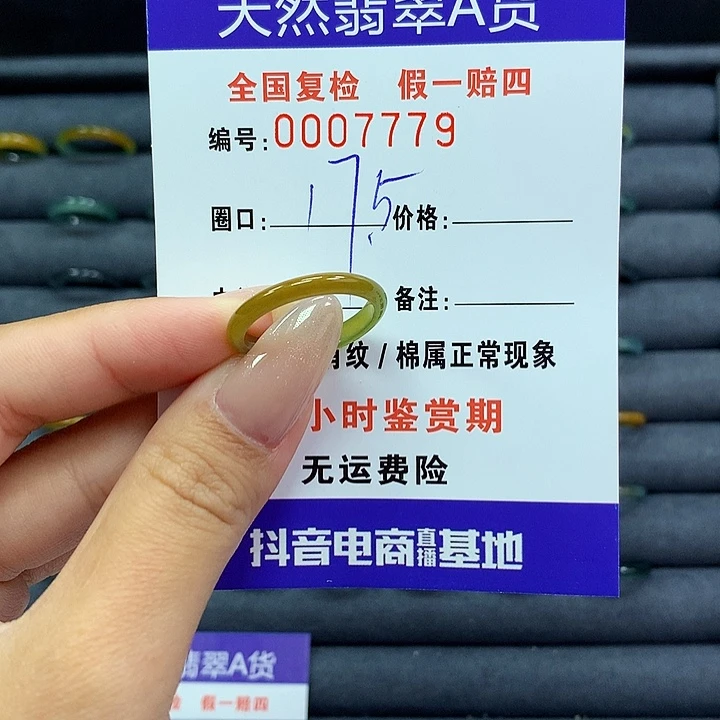 天然翡翠A货
全国复检 假一赔四
编号:0007779
圈口: 17.5 价格:
备注:
纹/棉属正常现象
小时鉴赏期
无运费险
抖音电商直播基地
翡翠A货
假一赔四